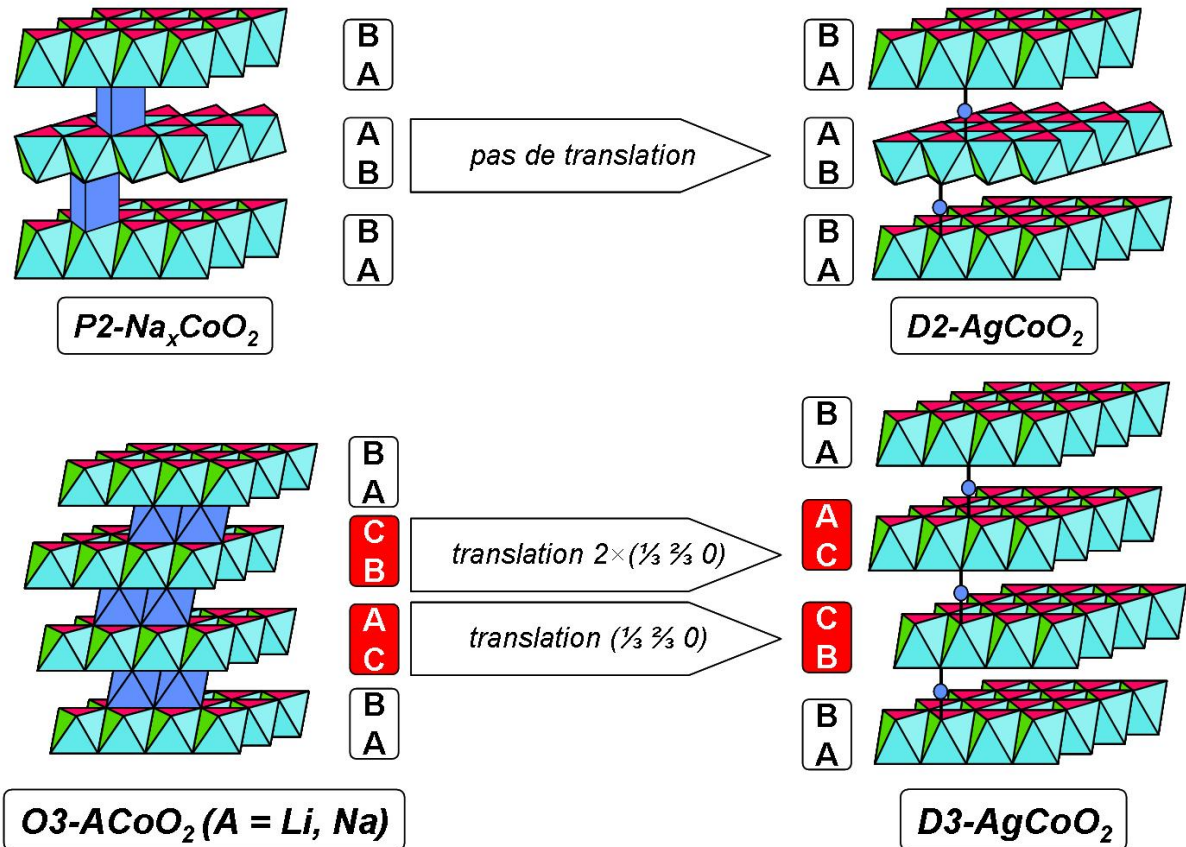 B
A
A
B
B
A
pas de translation
B
A
A
B
B
A
P2-NaₓCoO₂
D2-AgCoO₂
B
A
C
B
A
C
B
A
translation 2×(⅓ ⅔ 0)
translation (⅓ ⅔ 0)
B
A
A
C
C
B
B
A
O3-ACoO₂ (A = Li, Na)
D3-AgCoO₂